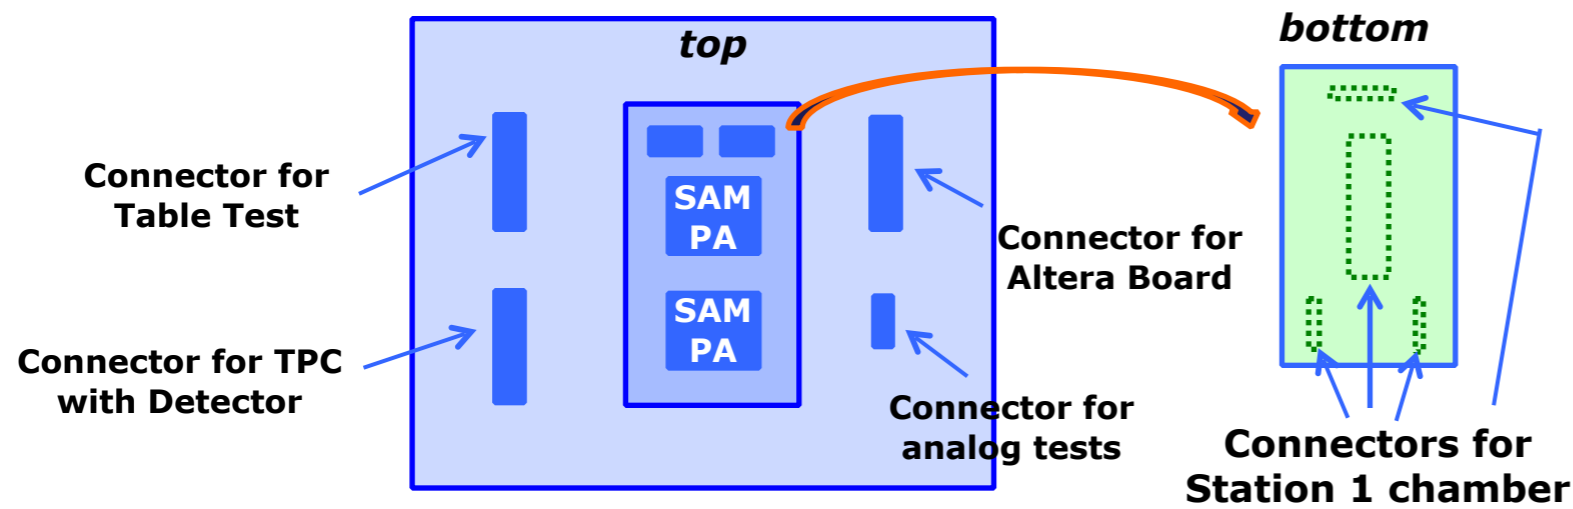 top
bottom
Connector for
Table Test
SAM
PA
Connector for
Altera Board
SAM
PA
Connector for TPC
with Detector
Connector for
analog tests
Connectors for
Station 1 chamber